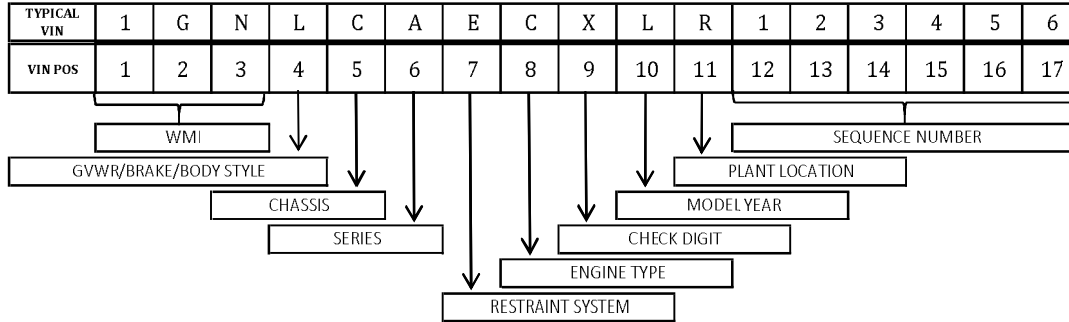 TYPICAL VIN 1 G N L C A E C X L R 1 2 3 4 5 6
VIN POS 1 2 3 4 5 6 7 8 9 10 11 12 13 14 15 16 17
WMI SEQUENCE NUMBER
GVWR/BRAKE/BODY STYLE PLANT LOCATION
CHASSIS MODEL YEAR
SERIES CHECK DIGIT
ENGINE TYPE
RESTRAINT SYSTEM